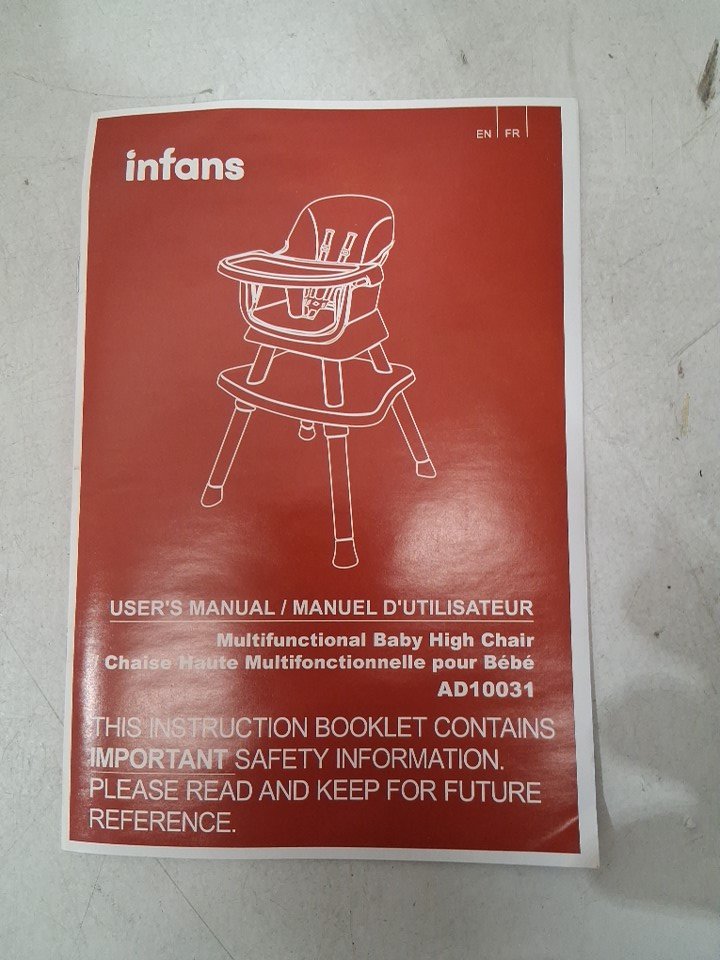 EN FR
infans
USER'S MANUAL / MANUEL D'UTILISATEUR
Multifunctional Baby High Chair
/ Chaise Haute Multifonctionnelle pour Bébé
AD10031
THIS INSTRUCTION BOOKLET CONTAINS
IMPORTANT SAFETY INFORMATION.
PLEASE READ AND KEEP FOR FUTURE
REFERENCE.